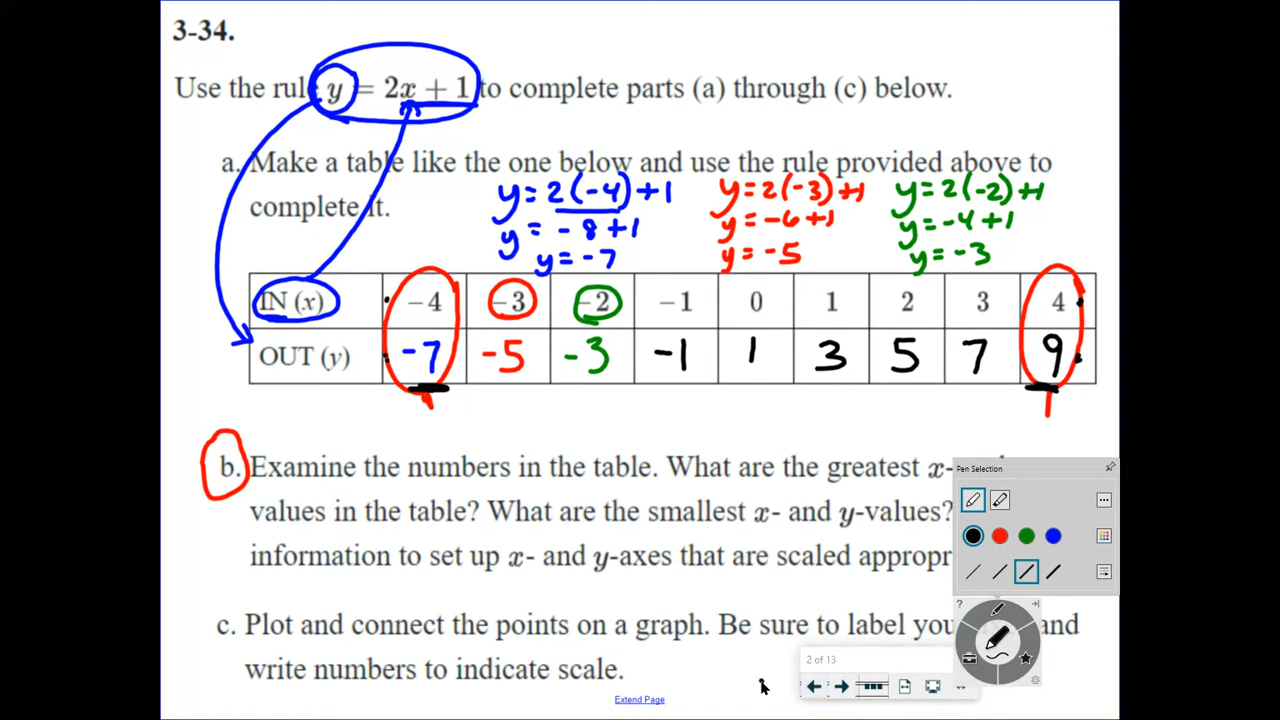 3-34.
Use the rul y = 2x + 1 to complete parts (a) through (c) below.
a. Make a table like the one below and use the rule provided above to
complete it.
y = 2(-4)+1 y=2(-3)+1 y=2(-2)+1
y = -8+1 y=-6+1 y=-4+1
y=-7 y=-5 y=-3
IN (x) −4 −3 −2 −1 0 1 2 3 4
OUT (y) -7 -5 -3 -1 1 3 5 7 9
b. Examine the numbers in the table. What are the greatest x-
Pen Selection
values in the table? What are the smallest x- and y-values?
information to set up x- and y-axes that are scaled appropr
c. Plot and connect the points on a graph. Be sure to label you and
write numbers to indicate scale.
2 of 13
Extend Page